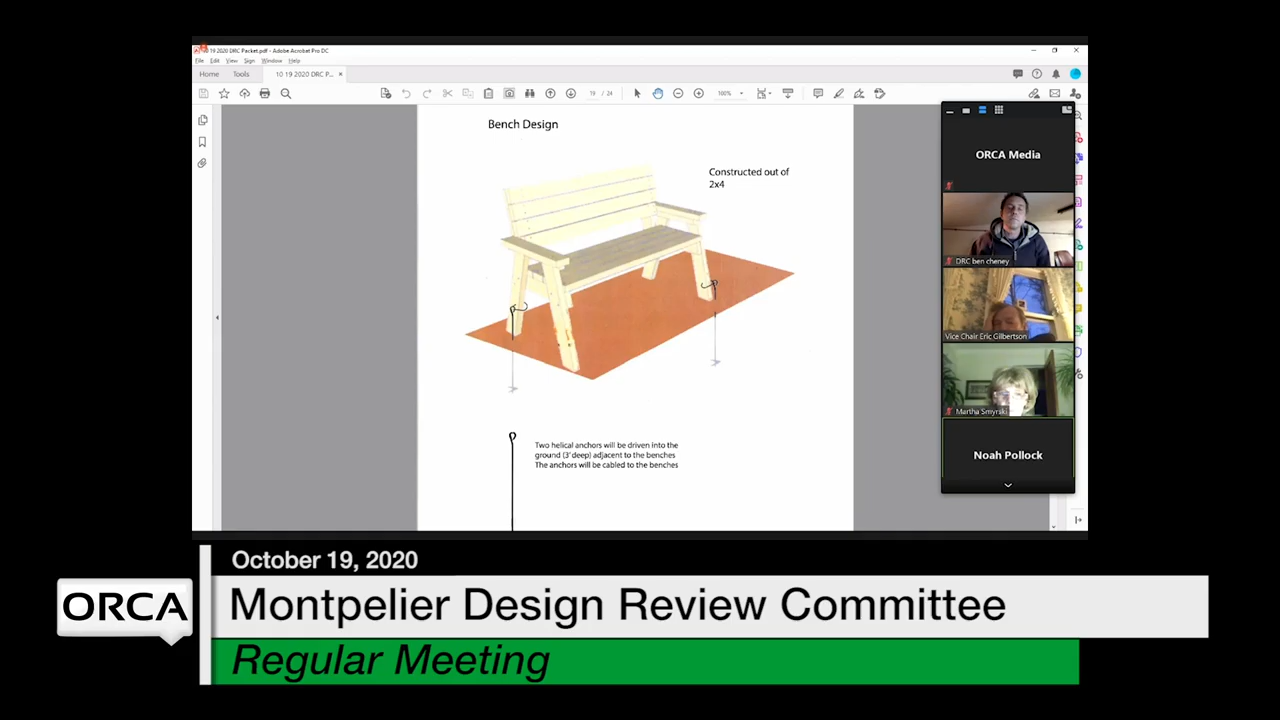 10 19 2020 DRC Packet.pdf - Adobe Acrobat Pro DC
File Edit View Sign Window Help
Home Tools 10 19 2020 DRC P... ×
19 / 24 100%
Bench Design
Constructed out of
2x4
Two helical anchors will be driven into the
ground (3' deep) adjacent to the benches
The anchors will be cabled to the benches
ORCA Media
DRC ben cheney
Vice Chair Eric Gilbertson
Martha Smyrski
Noah Pollock
October 19, 2020
ORCA
Montpelier Design Review Committee
Regular Meeting